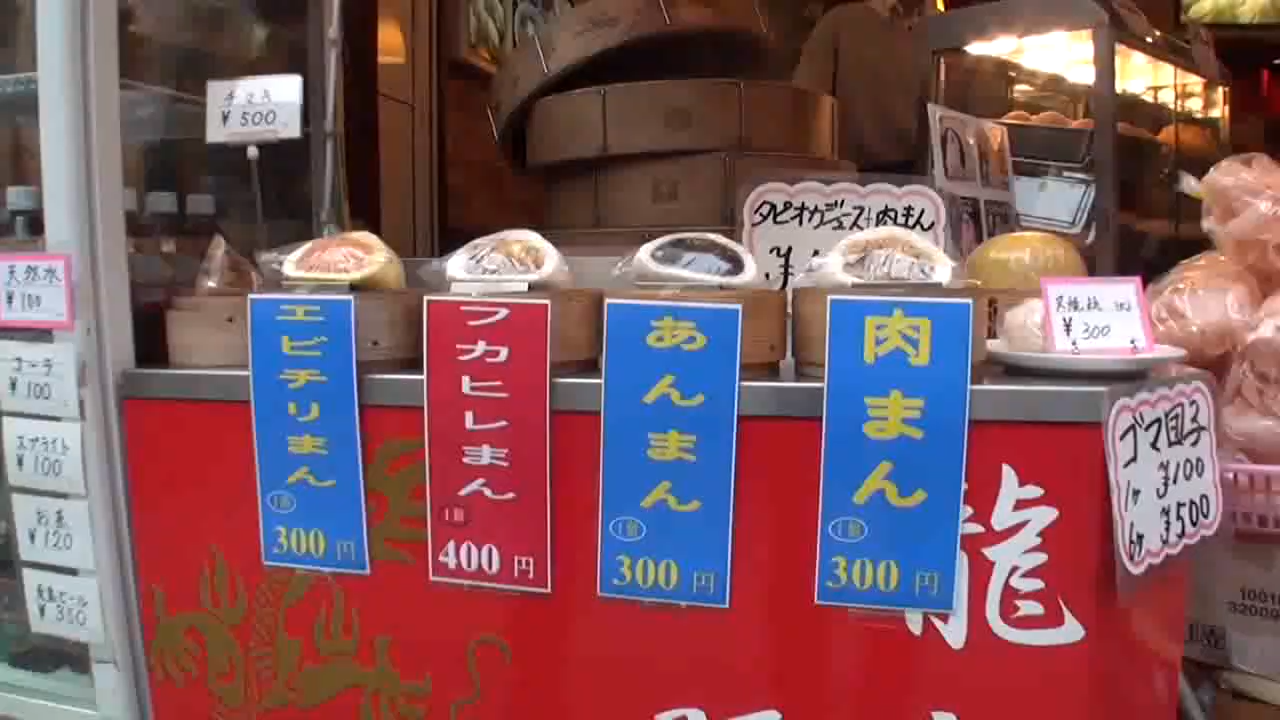 チマキ
¥500
タピオカジュース+肉まん
天然水
¥100
コーラ
¥100
スプライト
¥100
お茶
¥120
¥350
エビチリまん
1個
300円
フカヒレまん
1個
400円
あんまん
1個
300円
肉まん
1個
300円
¥300
ゴマ団子
1ヶ ¥100
6ヶ ¥500
龍